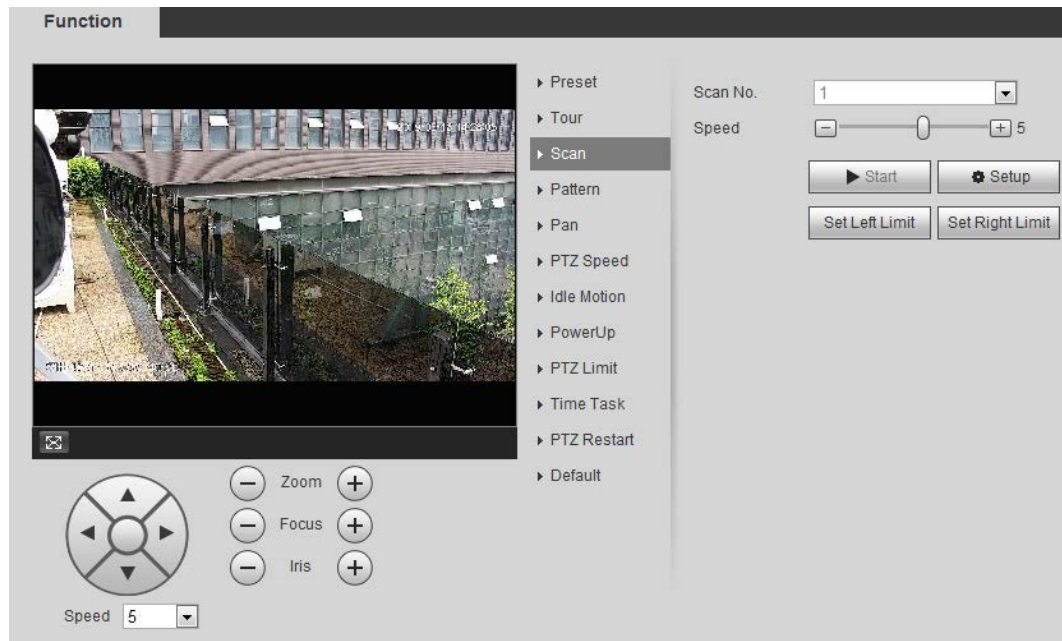 Function
Preset
Tour
Scan
Pattern
Pan
PTZ Speed
Idle Motion
PowerUp
PTZ Limit
Time Task
PTZ Restart
Default
Scan No. 1
Speed 5
Start Setup
Set Left Limit Set Right Limit
Zoom
Focus
Iris
Speed 5